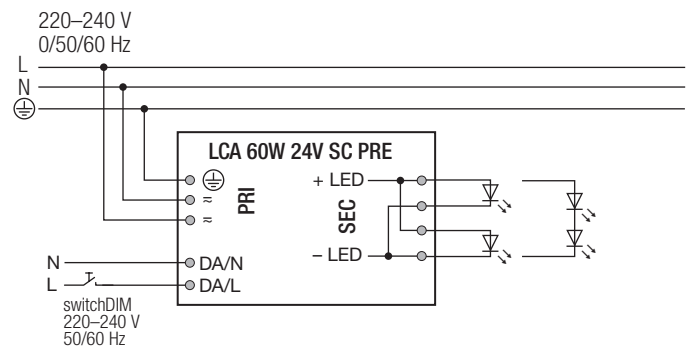 220–240 V
0/50/60 Hz
L
N
LCA 60W 24V SC PRE
PRI
≂
≂
+ LED
SEC
– LED
N
DA/N
L
DA/L
switchDIM
220–240 V
50/60 Hz